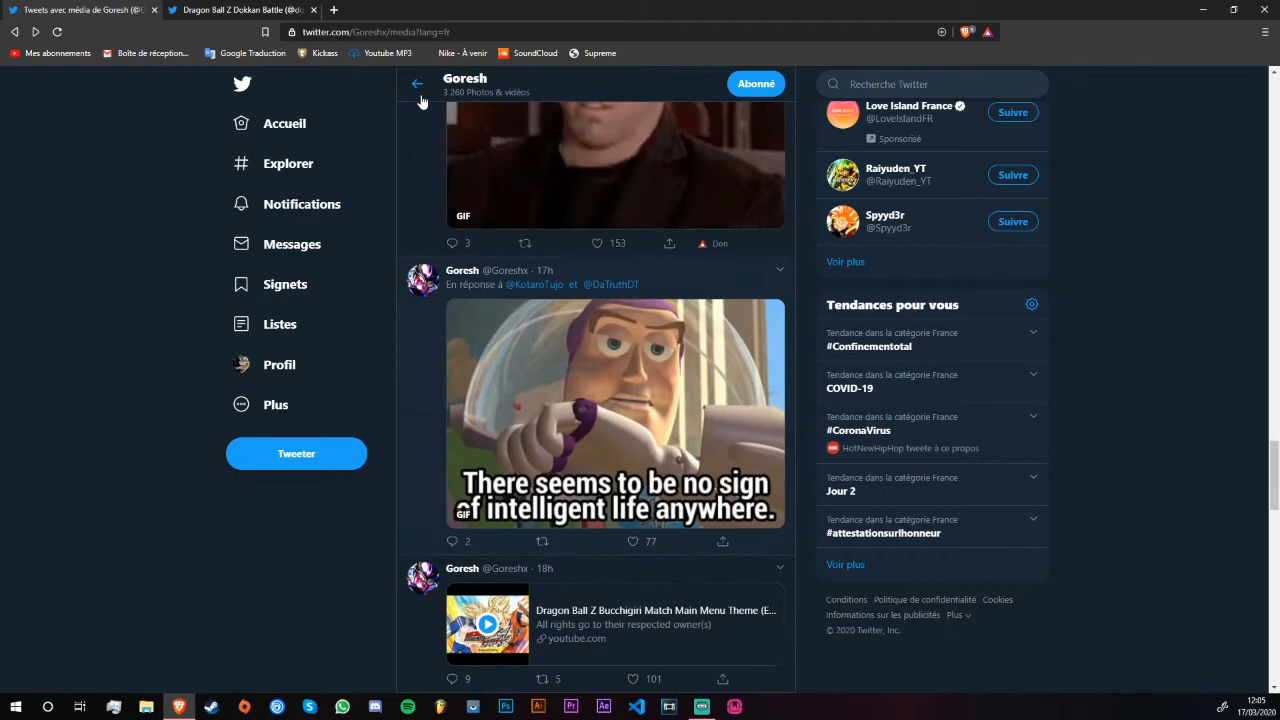 Tweets avec média de Goresh (@G
Dragon Ball Z Dokkan Battle (@du
twitter.com/Goreshx/media?lang=fr
Mes abonnements
Boîte de réception...
Google Traduction
Kickass
Youtube MP3
Nike - À venir
SoundCloud
Supreme
Goresh
3 260 Photos & vidéos
Abonné
Recherche Twitter
Accueil
Explorer
Notifications
Messages
Signets
Listes
Profil
Plus
Tweeter
GIF
3
153
Don
Goresh @Goreshx · 17h
En réponse à @KotaroTujo et @DaTruthDT
There seems to be no sign
of intelligent life anywhere.
GIF
2
77
Goresh @Goreshx · 18h
Dragon Ball Z Bucchigiri Match Main Menu Theme (E...
All rights go to their respected owner(s)
youtube.com
9
5
101
Love Island France
@LoveIslandFR
Suivre
Sponsorisé
Raiyuden_YT
@Raiyuden_YT
Suivre
Spyyd3r
@Spyyd3r
Suivre
Voir plus
Tendances pour vous
Tendance dans la catégorie France
#Confinementotal
Tendance dans la catégorie France
COVID-19
Tendance dans la catégorie France
#CoronaVirus
HotNewHipHop tweete à ce propos
Tendance dans la catégorie France
Jour 2
Tendance dans la catégorie France
#attestationsurlhonneur
Voir plus
Conditions Politique de confidentialité Cookies
Informations sur les publicités Plus
© 2020 Twitter, Inc.
Ps
Ai
Pr
Ae
12:05
17/03/2020